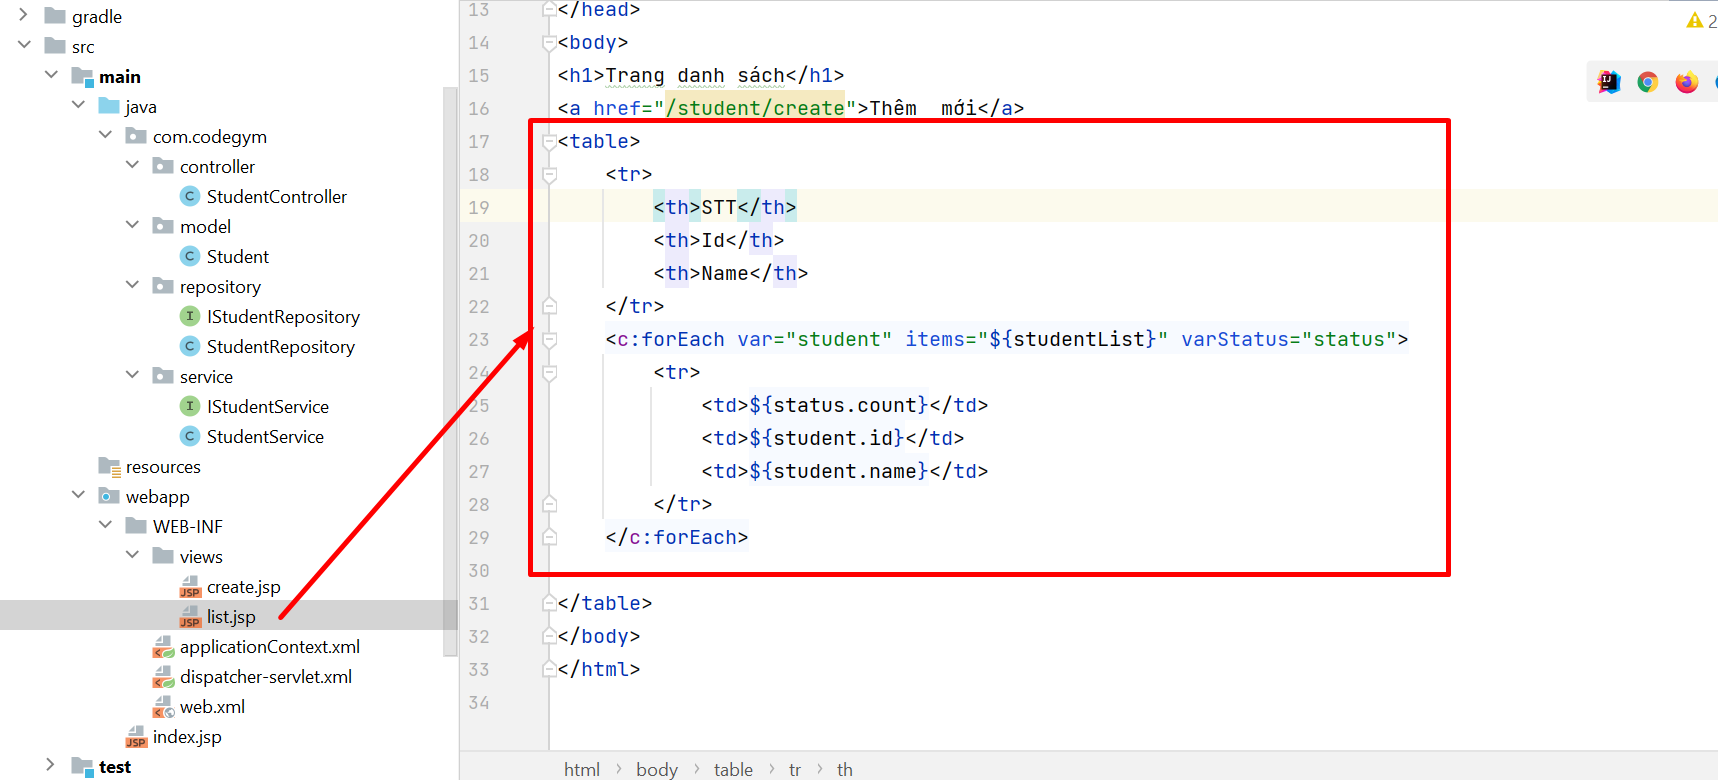 gradle
src
main
java
com.codegym
controller
StudentController
model
Student
repository
IStudentRepository
StudentRepository
service
IStudentService
StudentService
resources
webapp
WEB-INF
views
create.jsp
list.jsp
applicationContext.xml
dispatcher-servlet.xml
web.xml
index.jsp
test
13 </head>
14 <body>
15 <h1>Trang danh sách</h1>
16 <a href="/student/create">Thêm  mới</a>
17 <table>
18 <tr>
19 <th>STT</th>
20 <th>Id</th>
21 <th>Name</th>
22 </tr>
23 <c:forEach var="student" items="${studentList}" varStatus="status">
24 <tr>
25 <td>${status.count}</td>
26 <td>${student.id}</td>
27 <td>${student.name}</td>
28 </tr>
29 </c:forEach>
30
31 </table>
32 </body>
33 </html>
34
2
html > body > table > tr > th